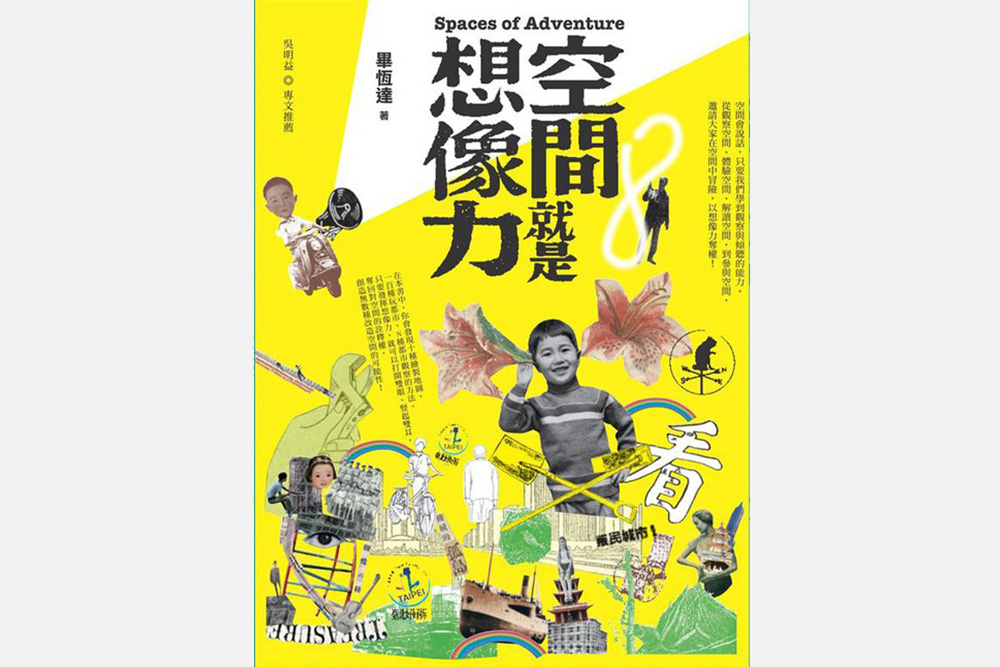 Spaces of Adventure
空間就是
想像力
畢恆達 著
吳明益◎專文推薦
空間會說話，只要我們學到觀察與傾聽的能力。
從觀察空間、體驗空間、解讀空間，到參與空間，
邀請大家在空間中冒險，以想像力奪權！
在本書中，你會發現十種繪製地圖、
一百種玩都市、N種都市觀察的方法，
只要發揮想像力，就可以打開雙眼、豎起雙耳，
奪回對空間的詮釋權，
創造無數種改造空間的可能性！
N
W
S
E
看
TAIPEI
叛民城市！
TAIPEI
TREASURE